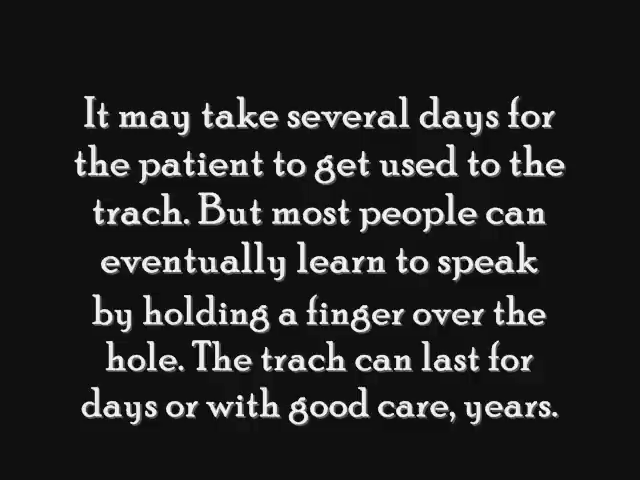 It may take several days for
the patient to get used to the
trach. But most people can
eventually learn to speak
by holding a finger over the
hole. The trach can last for
days or with good care, years.